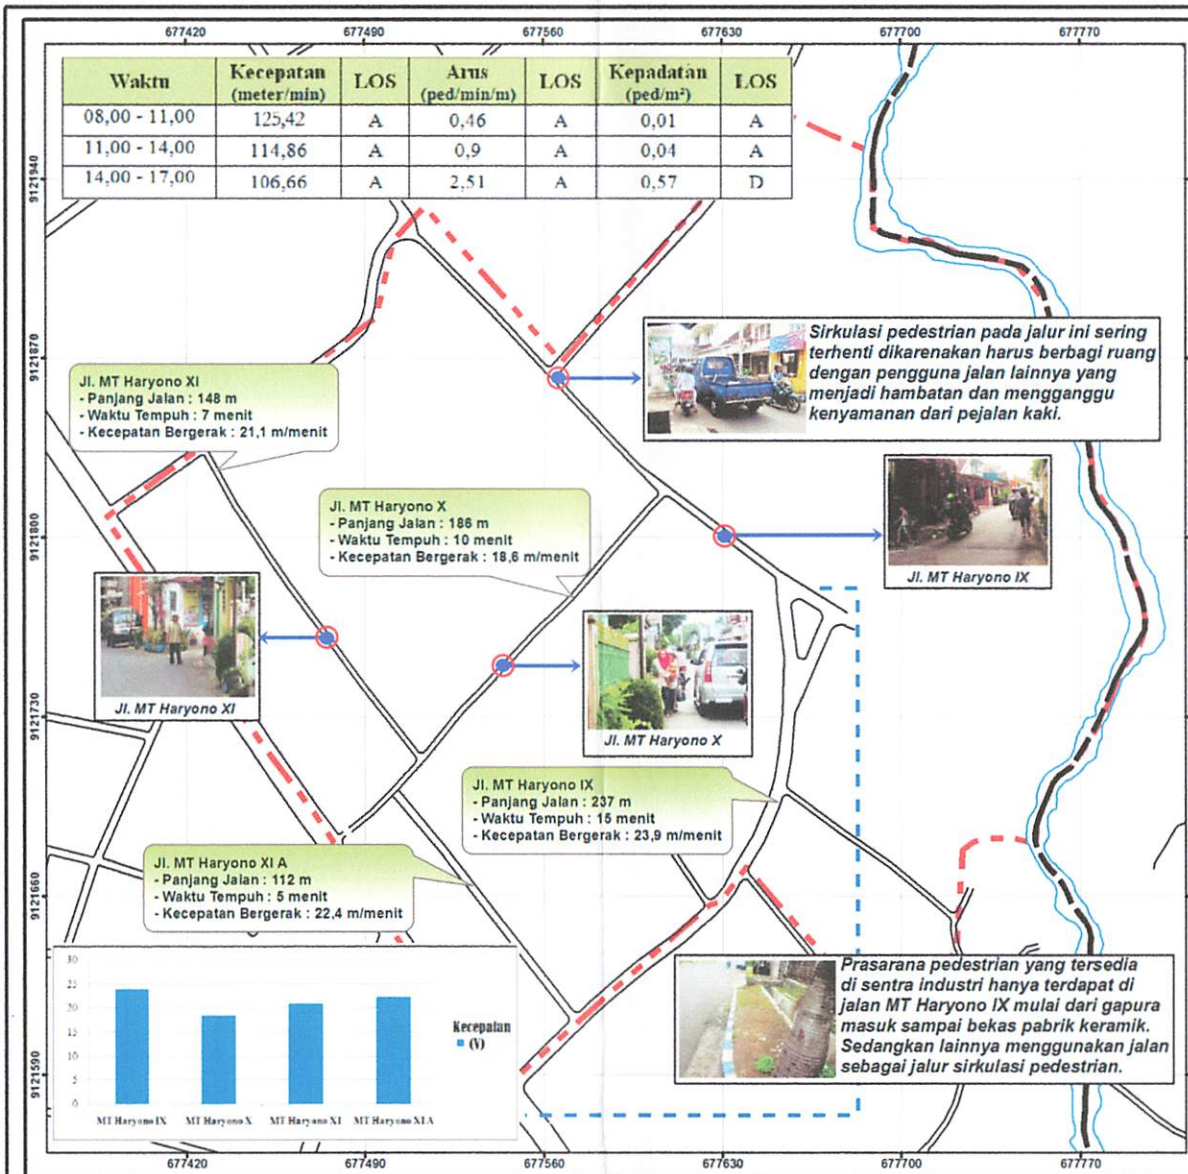 677420 677490 677560 677630 677700 677770
Waktu Kecepatan (meter/min) LOS Arus (ped/min/m) LOS Kepadatan (ped/m²) LOS
08,00 - 11,00 125,42 A 0,46 A 0,01 A
11,00 - 14,00 114,86 A 0,9 A 0,04 A
14,00 - 17,00 106,66 A 2,51 A 0,57 D
9121940
9121870
9121800
9121730
9121660
9121590
Sirkulasi pedestrian pada jalur ini sering
terhenti dikarenakan harus berbagi ruang
dengan pengguna jalan lainnya yang
menjadi hambatan dan mengganggu
kenyamanan dari pejalan kaki.
Jl. MT Haryono XI
- Panjang Jalan : 148 m
- Waktu Tempuh : 7 menit
- Kecepatan Bergerak : 21,1 m/menit
Jl. MT Haryono X
- Panjang Jalan : 186 m
- Waktu Tempuh : 10 menit
- Kecepatan Bergerak : 18,6 m/menit
Jl. MT Haryono IX
Jl. MT Haryono XI
Jl. MT Haryono X
Jl. MT Haryono IX
- Panjang Jalan : 237 m
- Waktu Tempuh : 15 menit
- Kecepatan Bergerak : 23,9 m/menit
Jl. MT Haryono XI A
- Panjang Jalan : 112 m
- Waktu Tempuh : 5 menit
- Kecepatan Bergerak : 22,4 m/menit
Prasarana pedestrian yang tersedia
di sentra industri hanya terdapat di
jalan MT Haryono IX mulai dari gapura
masuk sampai bekas pabrik keramik.
Sedangkan lainnya menggunakan jalan
sebagai jalur sirkulasi pedestrian.
30
25
20
15
10
5
0
MT Haryono IX MT Haryono X MT Haryono XI MT Haryono XI A
Kecepatan
(V)
677420 677490 677560 677630 677700 677770